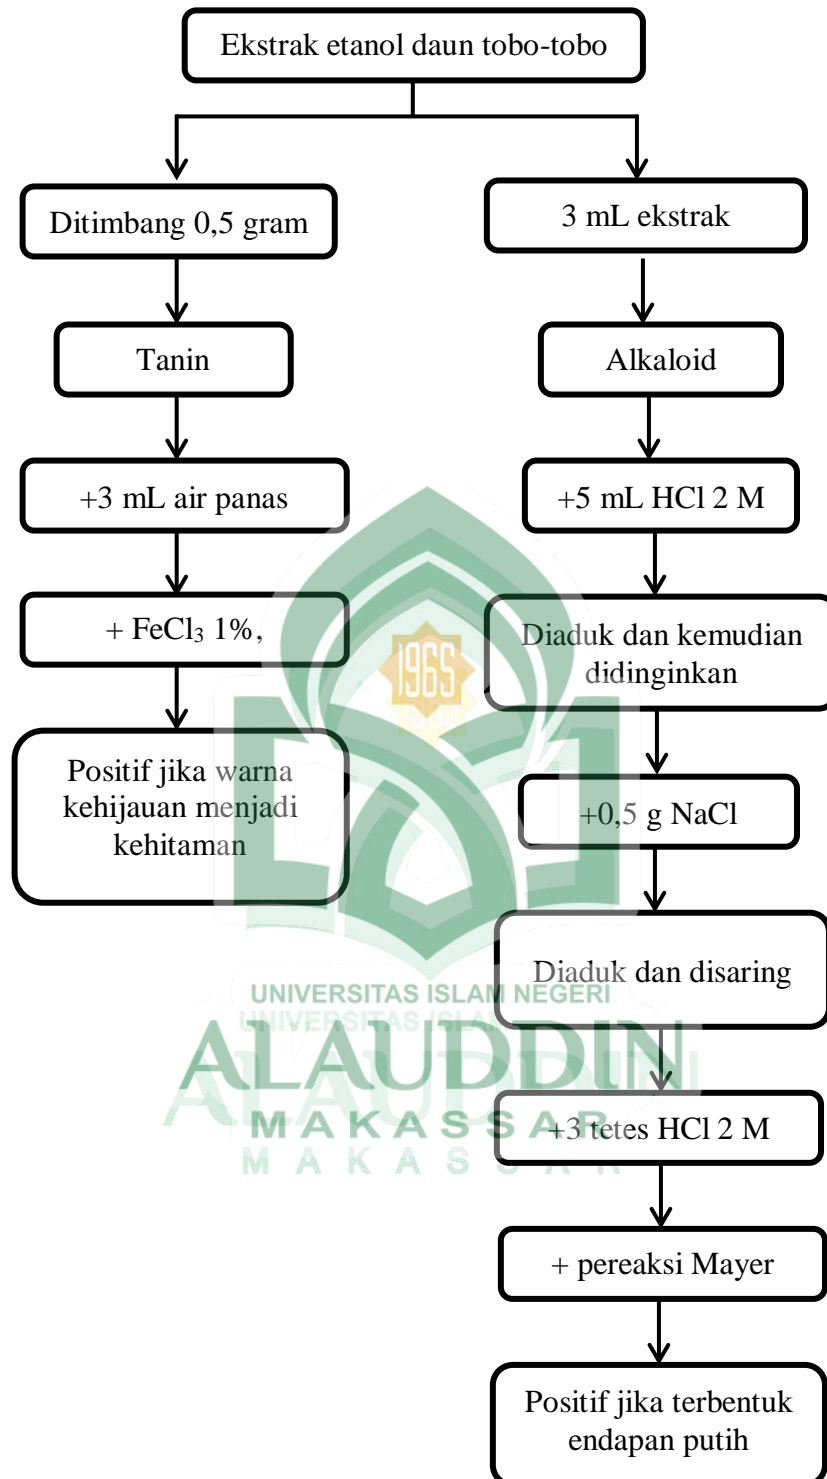 Ekstrak etanol daun tobo-tobo
Ditimbang 0,5 gram
Tanin
+3 mL air panas
+ FeCl₃ 1%,
Positif jika warna
kehijauan menjadi
kehitaman
3 mL ekstrak
Alkaloid
+5 mL HCl 2 M
Diaduk dan kemudian
didinginkan
+0,5 g NaCl
Diaduk dan disaring
+3 tetes HCl 2 M
+ pereaksi Mayer
Positif jika terbentuk
endapan putih
1965
UNIVERSITAS ISLAM NEGERI
ALAUDDIN
MAKASSAR